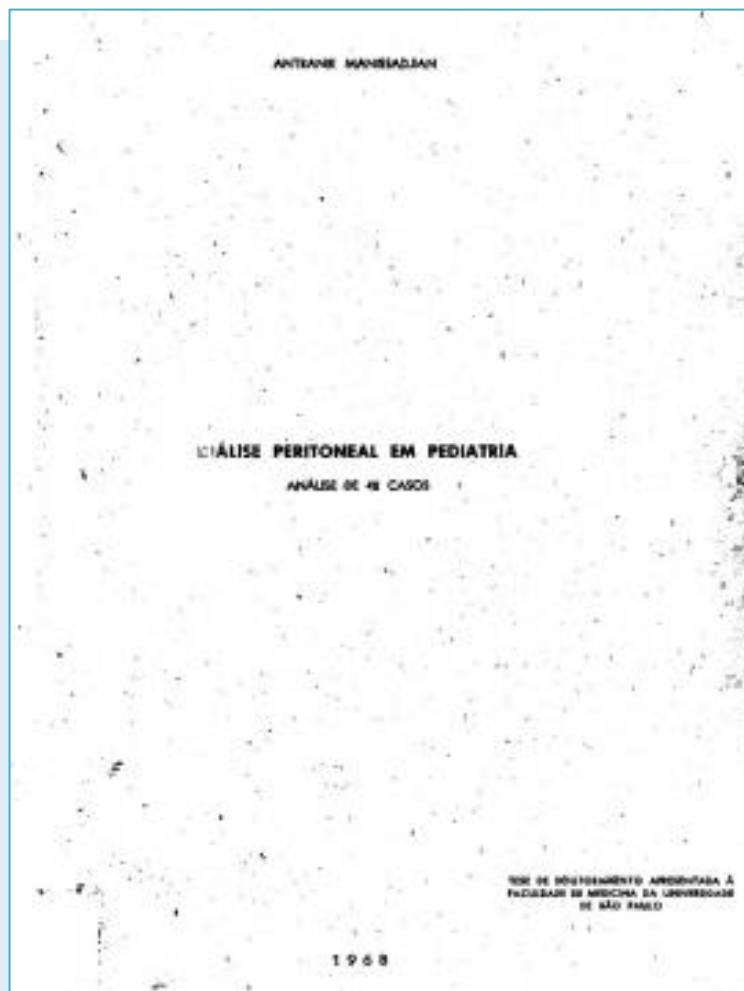 ANTRANIK MANISSADJIAN
DIÁLISE PERITONEAL EM PEDIATRIA
ANÁLISE DE CASOS
TESE DE DOUTORAMENTO APRESENTADA À
FACULDADE DE MEDICINA DA UNIVERSIDADE
DE SÃO PAULO
1968